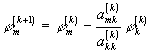 𝓅_m^{[k+1]} = 𝓅_m^{[k]} − \frac{a_{mk}^{[k]}}{a_{kk}^{[k]}} 𝓅_k^{[k]}